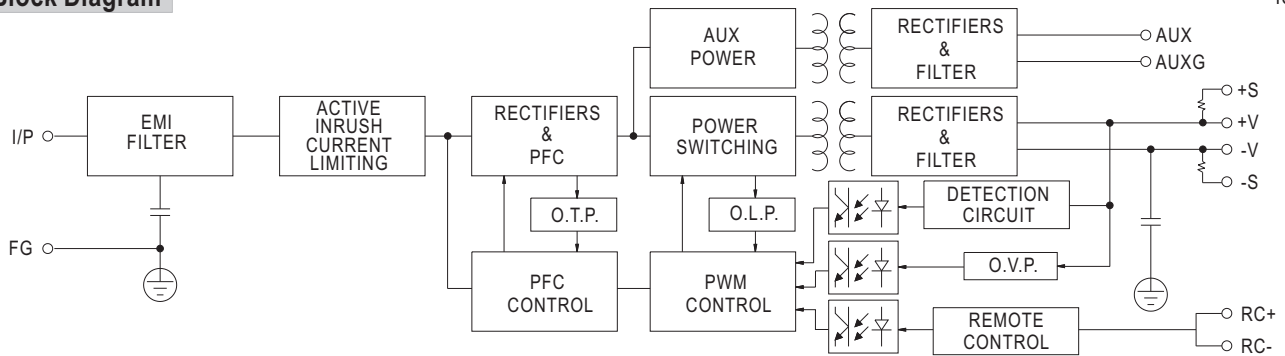 Block Diagram
AUX
POWER
RECTIFIERS
&
FILTER
AUX
AUXG
I/P
EMI
FILTER
ACTIVE
INRUSH
CURRENT
LIMITING
RECTIFIERS
&
PFC
POWER
SWITCHING
RECTIFIERS
&
FILTER
+S
+V
-V
-S
O.T.P.
O.L.P.
DETECTION
CIRCUIT
FG
PFC
CONTROL
PWM
CONTROL
O.V.P.
REMOTE
CONTROL
RC+
RC-